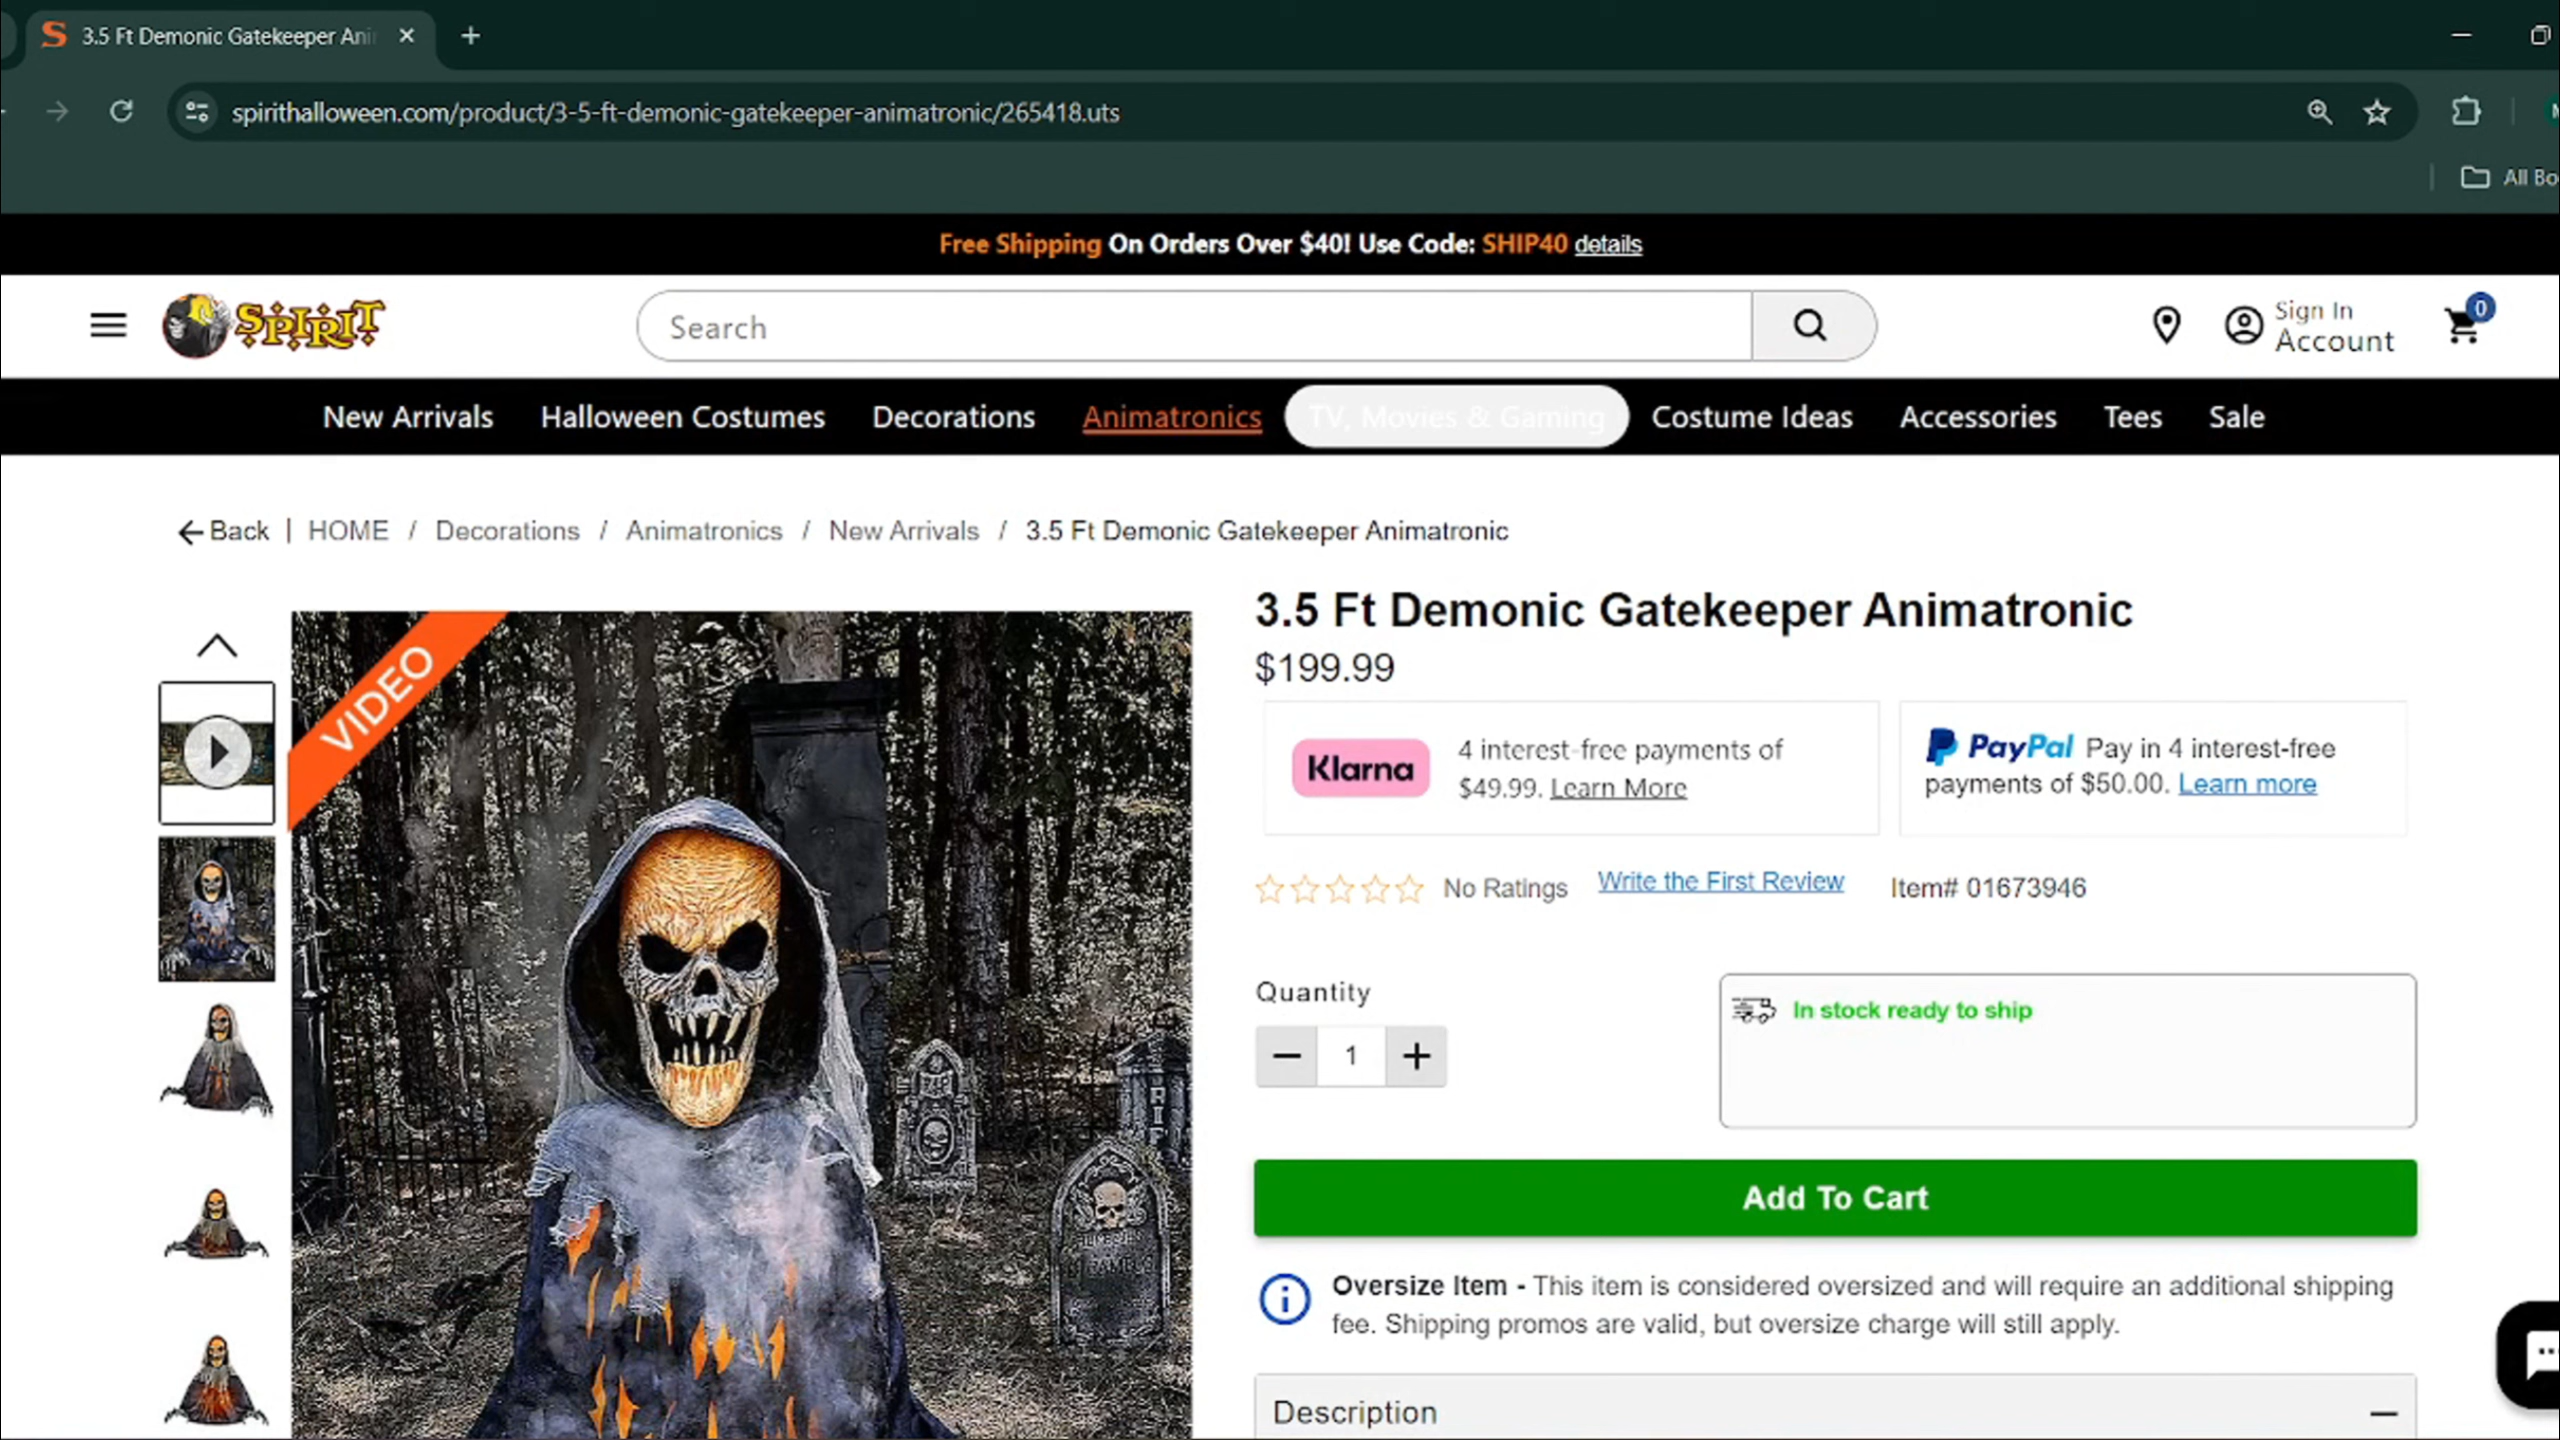 3.5 Ft Demonic Gatekeeper Ani
spirithalloween.com/product/3-5-ft-demonic-gatekeeper-animatronic/265418.uts
All Bo
Free Shipping On Orders Over $40! Use Code: SHIP40 details
SPIRIT
Search
Sign In
Account
0
New Arrivals Halloween Costumes Decorations Animatronics TV, Movies & Gaming Costume Ideas Accessories Tees Sale
Back | HOME / Decorations / Animatronics / New Arrivals / 3.5 Ft Demonic Gatekeeper Animatronic
VIDEO
3.5 Ft Demonic Gatekeeper Animatronic
$199.99
Klarna
4 interest-free payments of
$49.99. Learn More
PayPal Pay in 4 interest-free
payments of $50.00. Learn more
No Ratings Write the First Review Item# 01673946
Quantity
1
In stock ready to ship
Add To Cart
Oversize Item - This item is considered oversized and will require an additional shipping
fee. Shipping promos are valid, but oversize charge will still apply.
Description
RIP
RIP